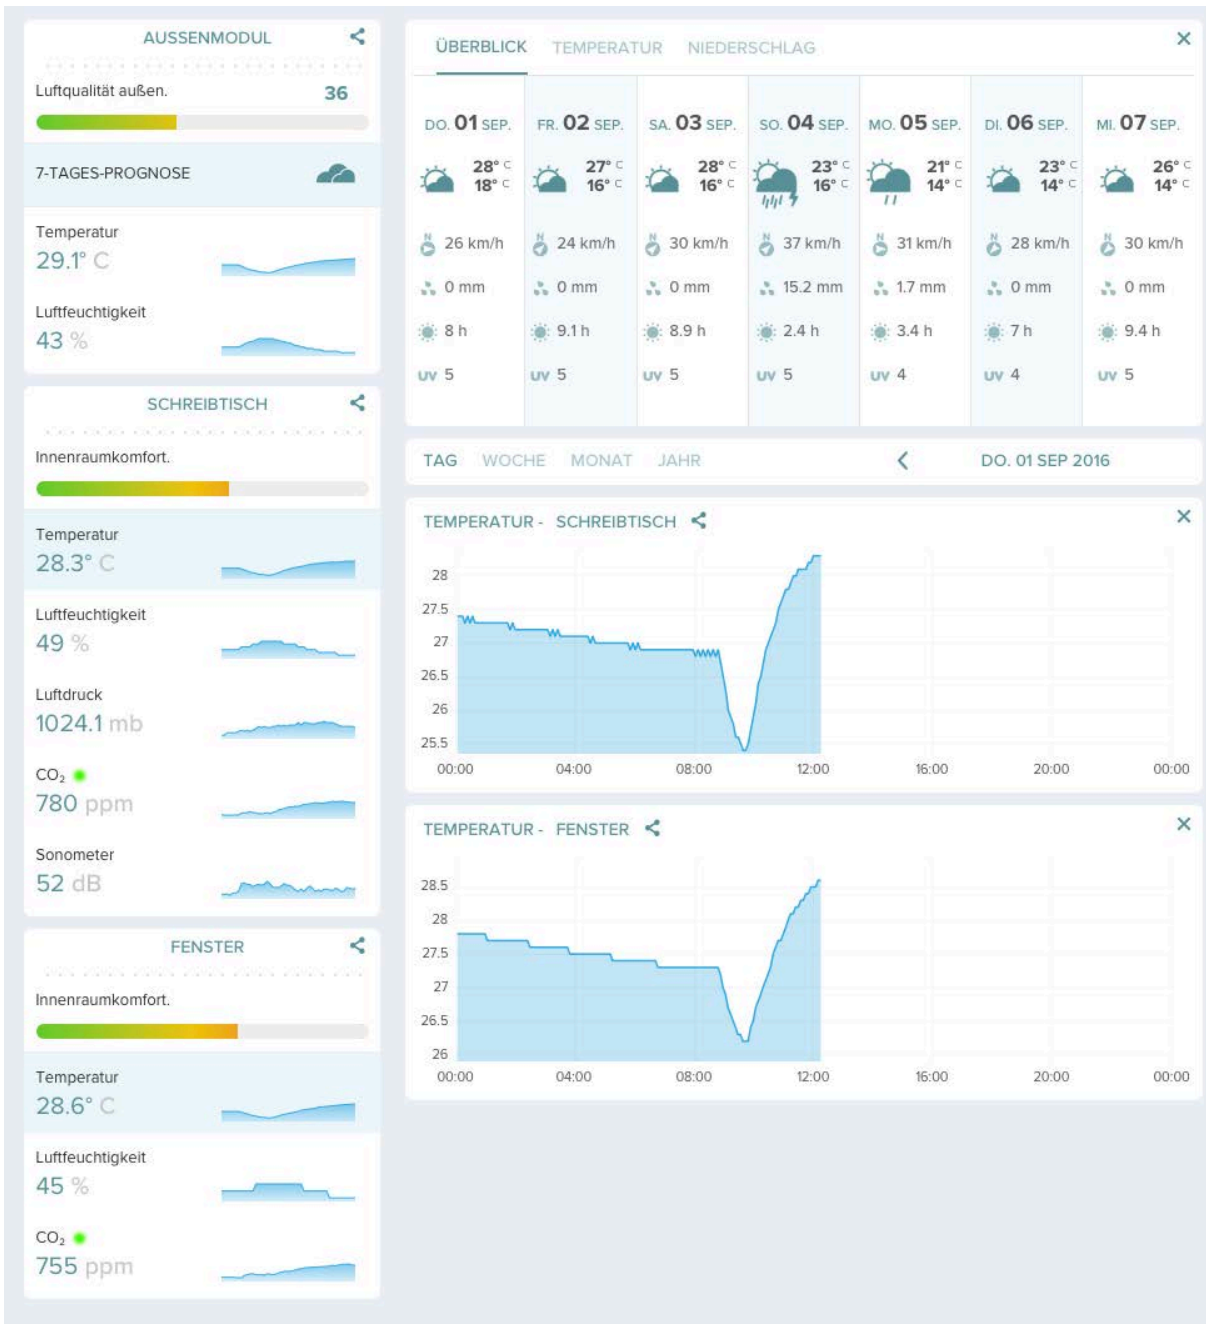 AUSSENMODUL
Luftqualität außen. 36
7-TAGES-PROGNOSE
Temperatur
29.1° C
Luftfeuchtigkeit
43 %
SCHREIBTISCH
Innenraumkomfort.
Temperatur
28.3° C
Luftfeuchtigkeit
49 %
Luftdruck
1024.1 mb
CO₂
780 ppm
Sonometer
52 dB
FENSTER
Innenraumkomfort.
Temperatur
28.6° C
Luftfeuchtigkeit
45 %
CO₂
755 ppm
ÜBERBLICK TEMPERATUR NIEDERSCHLAG
DO. 01 SEP. FR. 02 SEP. SA. 03 SEP. SO. 04 SEP. MO. 05 SEP. DI. 06 SEP. MI. 07 SEP.
28° C 27° C 28° C 23° C 21° C 23° C 26° C
18° C 16° C 16° C 16° C 14° C 14° C 14° C
N N N N N N N
26 km/h 24 km/h 30 km/h 37 km/h 31 km/h 28 km/h 30 km/h
0 mm 0 mm 0 mm 15.2 mm 1.7 mm 0 mm 0 mm
8 h 9.1 h 8.9 h 2.4 h 3.4 h 7 h 9.4 h
UV 5 UV 5 UV 5 UV 5 UV 4 UV 4 UV 5
TAG WOCHE MONAT JAHR DO. 01 SEP 2016
TEMPERATUR - SCHREIBTISCH
28
27.5
27
26.5
26
25.5
00:00 04:00 08:00 12:00 16:00 20:00 00:00
TEMPERATUR - FENSTER
28.5
28
27.5
27
26.5
26
00:00 04:00 08:00 12:00 16:00 20:00 00:00